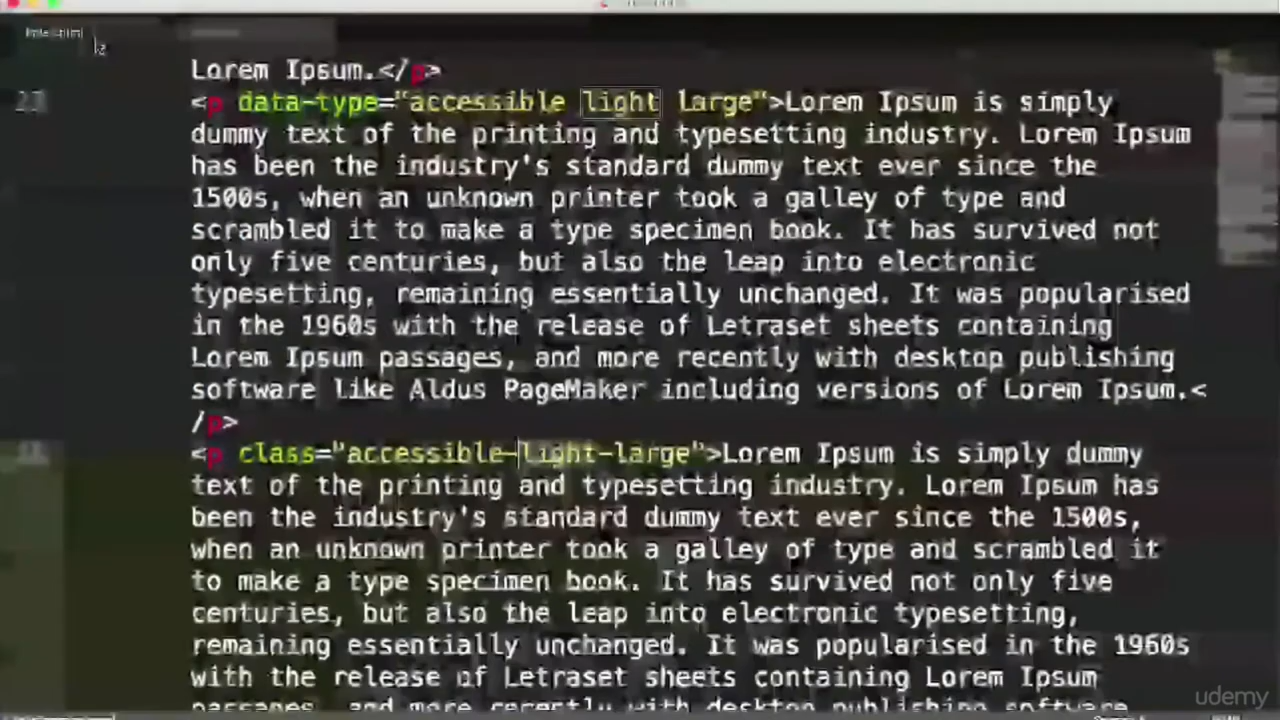 Lorem Ipsum.</p>
<p data-type="accessible light large">Lorem Ipsum is simply
dummy text of the printing and typesetting industry. Lorem Ipsum
has been the industry's standard dummy text ever since the
1500s, when an unknown printer took a galley of type and
scrambled it to make a type specimen book. It has survived not
only five centuries, but also the leap into electronic
typesetting, remaining essentially unchanged. It was popularised
in the 1960s with the release of Letraset sheets containing
Lorem Ipsum passages, and more recently with desktop publishing
software like Aldus PageMaker including versions of Lorem Ipsum.<
/p>
<p class="accessible-light-large">Lorem Ipsum is simply dummy
text of the printing and typesetting industry. Lorem Ipsum has
been the industry's standard dummy text ever since the 1500s,
when an unknown printer took a galley of type and scrambled it
to make a type specimen book. It has survived not only five
centuries, but also the leap into electronic typesetting,
remaining essentially unchanged. It was popularised in the 1960s
with the release of Letraset sheets containing Lorem Ipsum
passages, and more recently with desktop publishing software
udemy